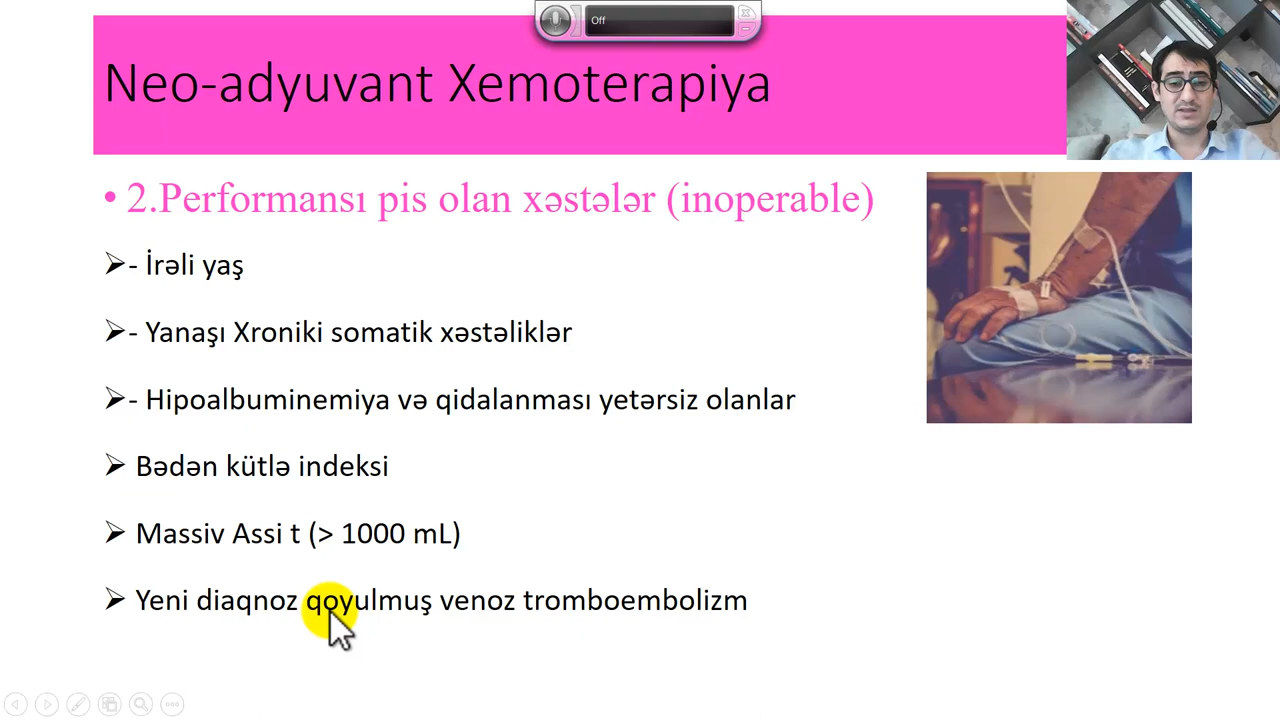 Off
Neo-adyuvant Xemoterapiya
• 2.Performansı pis olan xəstələr (inoperable)
➢- İrəli yaş
➢- Yanaşı Xroniki somatik xəstəliklər
➢- Hipoalbuminemiya və qidalanması yetərsiz olanlar
➢ Bədən kütlə indeksi
➢ Massiv Assi t (> 1000 mL)
➢ Yeni diaqnoz qoyulmuş venoz tromboembolizm